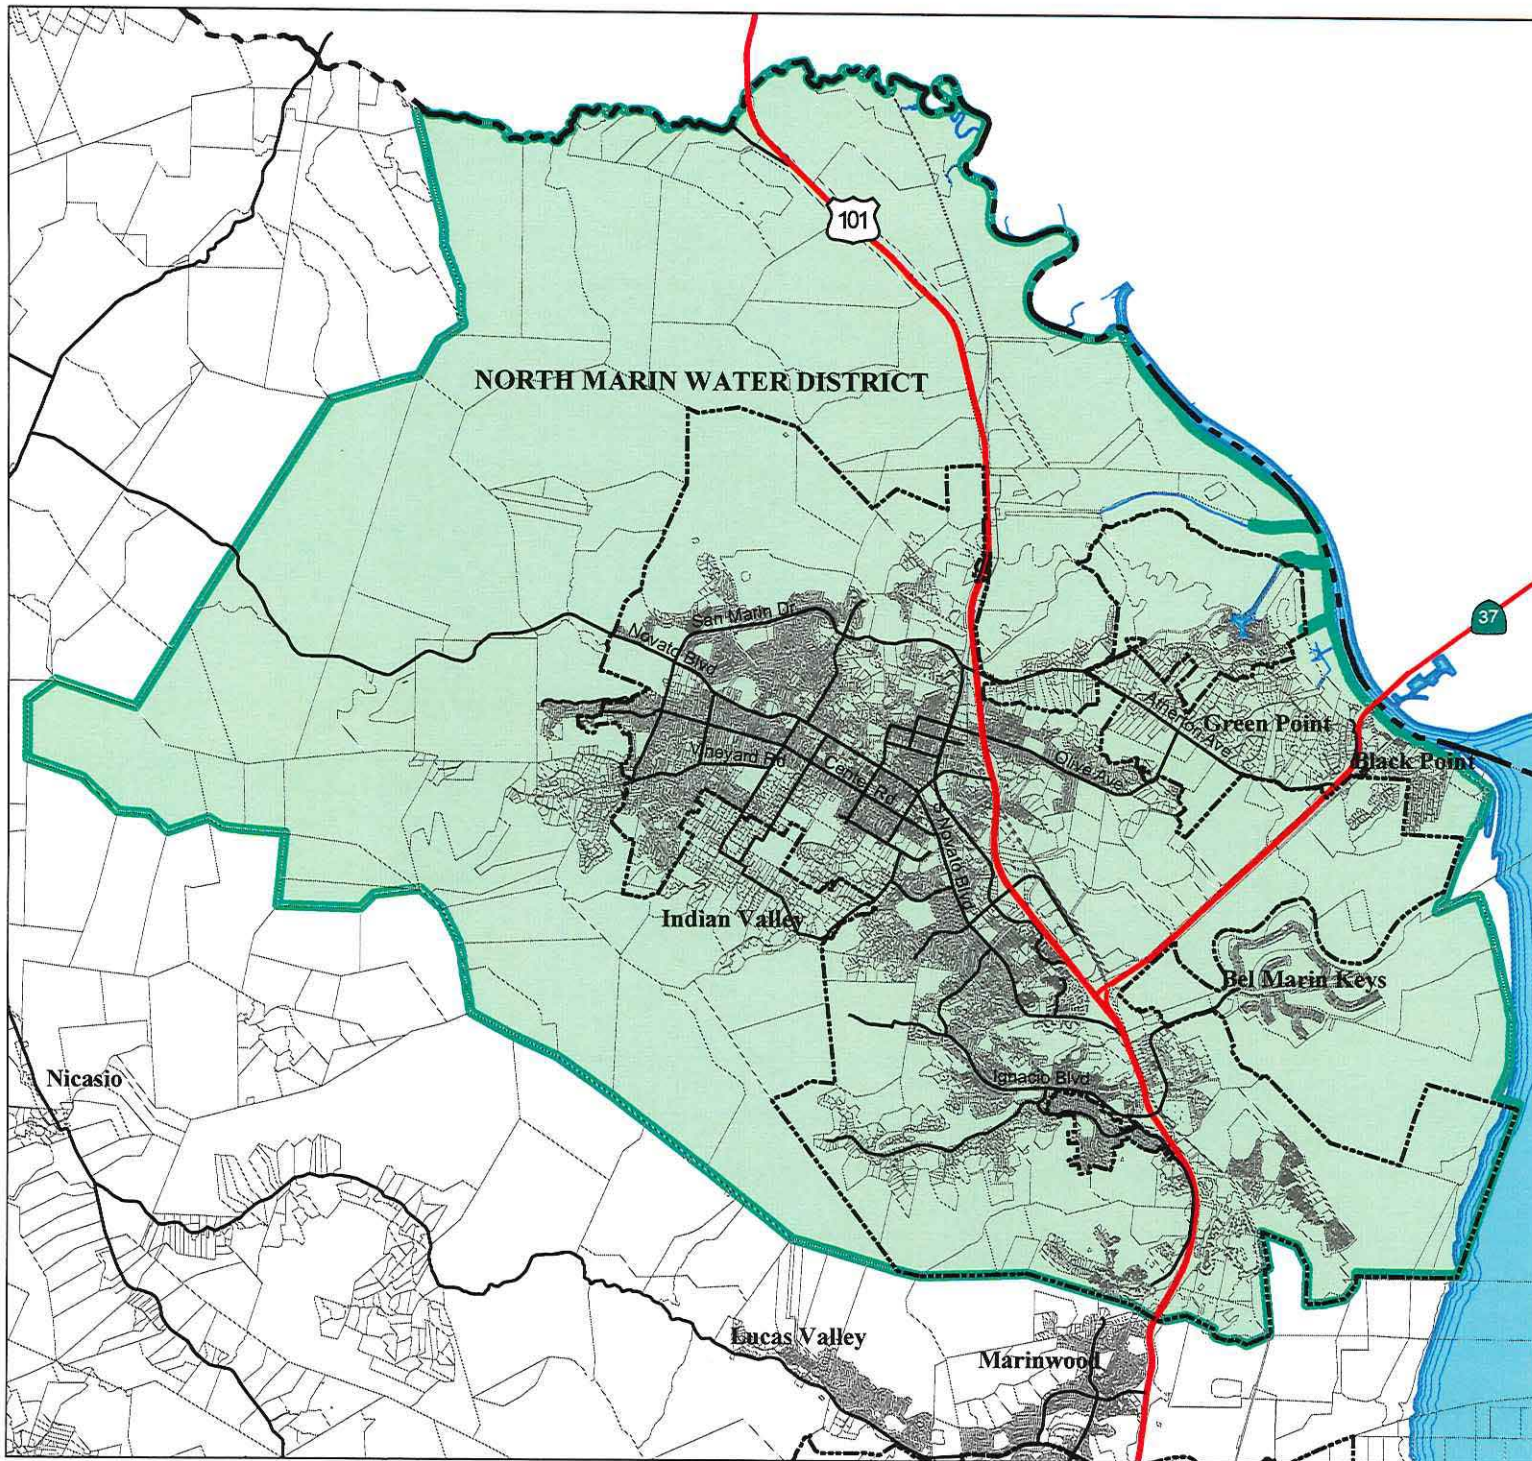 101
NORTH MARIN WATER DISTRICT
San Marin Dr
Novato Blvd
37
Atherton Ave
Green Point
Vineyard Rd
Center Rd
Olive Av
Black Point
S Novato Blvd
Indian Valley
Bel Marin Keys
Nicasio
Ignacio Blvd
Lucas Valley
Marinwood